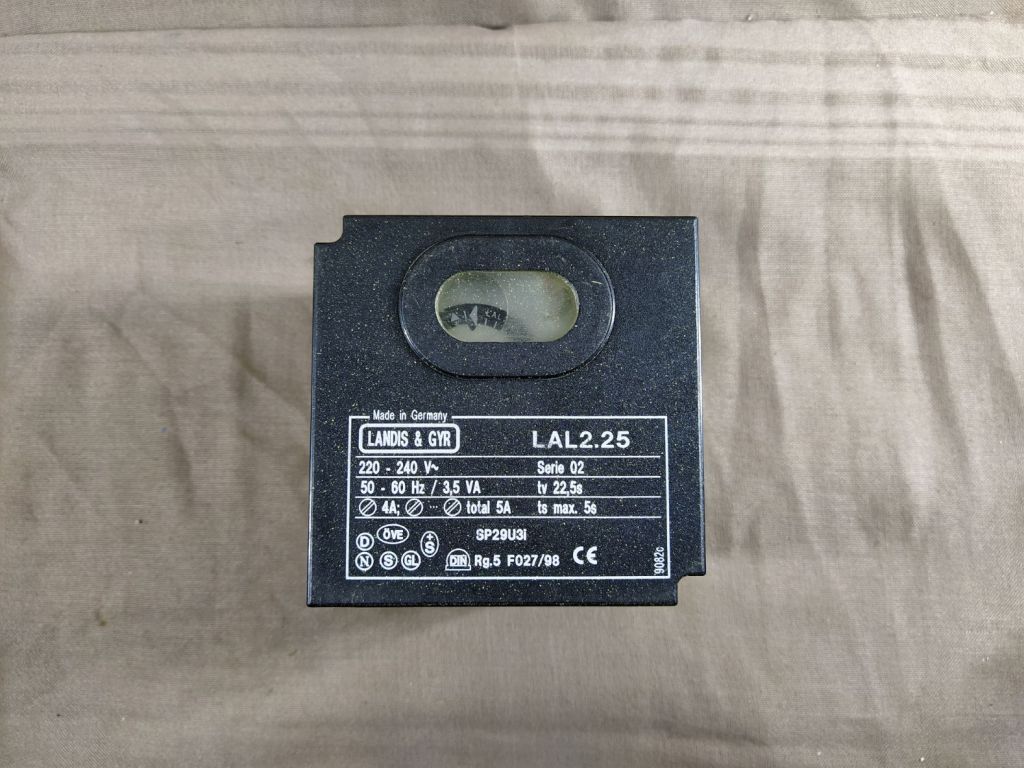 Made in Germany
LANDIS & GYR LAL2.25
220 - 240 V~ Serie 02
50 - 60 Hz / 3,5 VA tv 22,5s
4A; ··· total 5A ts max. 5s
SP29U3i
D ÖVE +S
N S GL DIN Rg.5 F027/98 CE